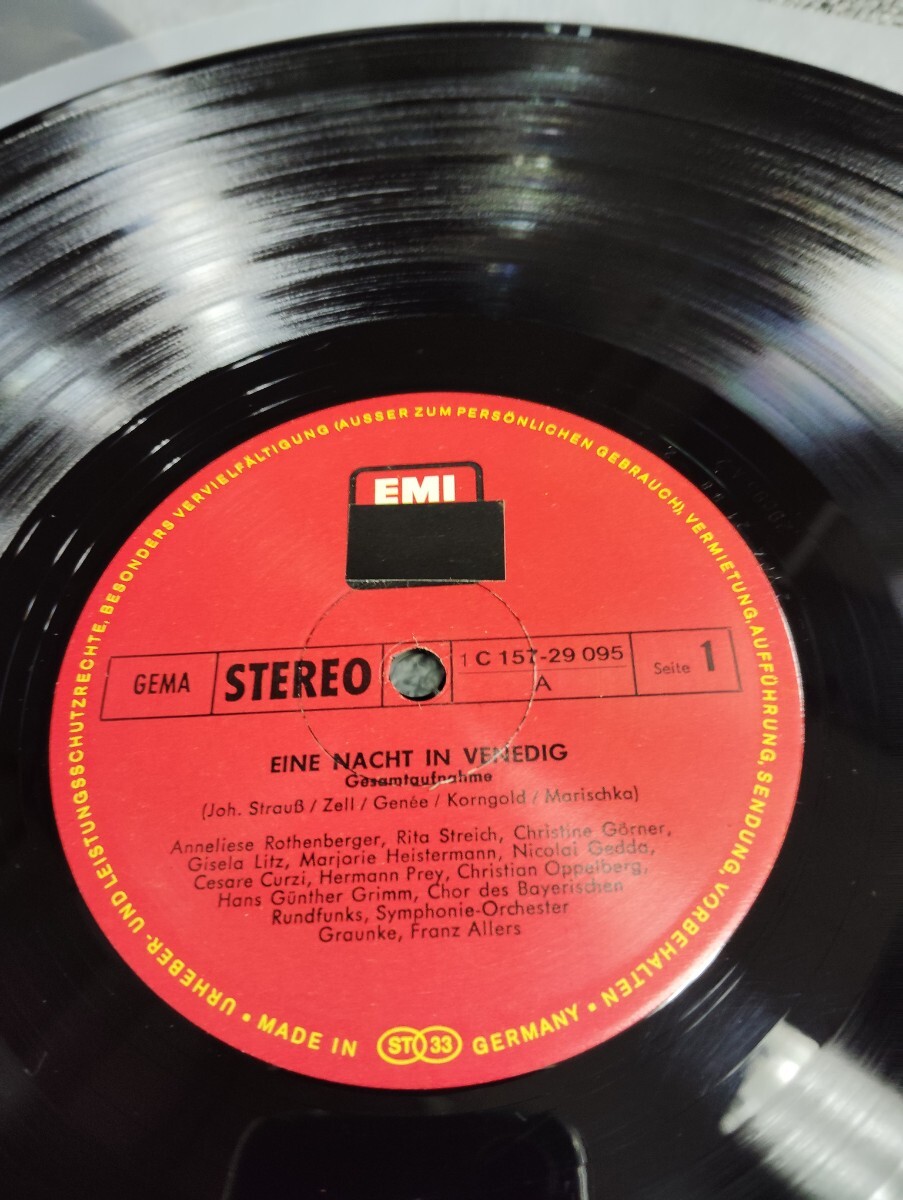 URHEBER- UND LEISTUNGSSCHUTZRECHTE, BESONDERS VERVIELFÄLTIGUNG (AUSSER ZUM PERSÖNLICHEN GEBRAUCH), VERMIETUNG, AUFFÜHRUNG, SENDUNG, VORBEHALTEN
EMI
GEMA
STEREO
1 C 157-29 095
A
Seite 1
EINE NACHT IN VENEDIG
Gesamtaufnahme
(Joh. Strauß / Zell / Genée / Korngold / Marischka)
Anneliese Rothenberger, Rita Streich, Christine Görner,
Gisela Litz, Marjorie Heistermann, Nicolai Gedda,
Cesare Curzi, Hermann Prey, Christian Oppelberg,
Hans Günther Grimm, Chor des Bayerischen
Rundfunks, Symphonie-Orchester
Graunke, Franz Allers
• MADE IN ST 33 GERMANY •